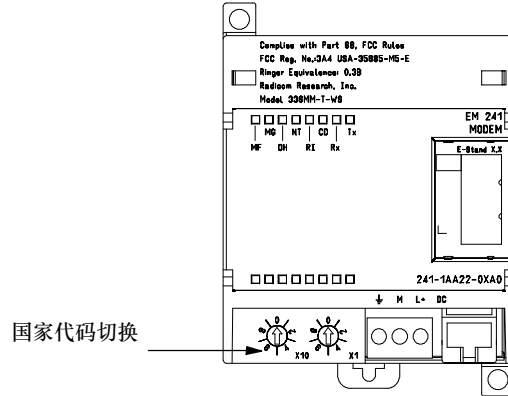 Complies with Part 68, FCC Rules
FCC Reg. No.:3A4 USA-35885-M5-E
Ringer Equivalence: 0.3B
Radicom Research, Inc.
Model 336MM-T-WS
EM 241
MODEM
MG NT CD Tx
MF OH RI Rx
E-Stand X.X
241-1AA22-0XA0
M L+ DC
国家代码切换
X10 X1